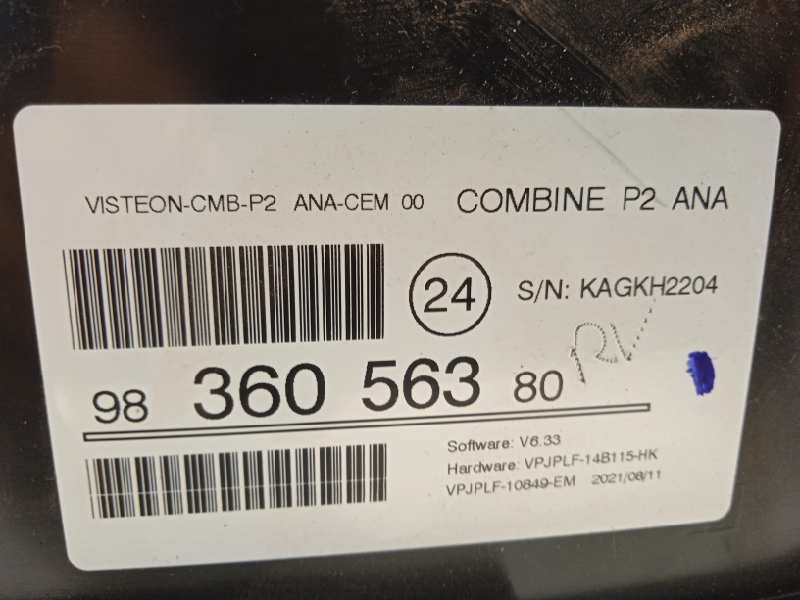 VISTEON-CMB-P2 ANA-CEM 00 COMBINE P2 ANA
24 S/N: KAGKH2204
98 360 563 80
RV
Software: V6.33
Hardware: VPJPLF-14B115-HK
VPJPLF-10849-EM 2021/08/11